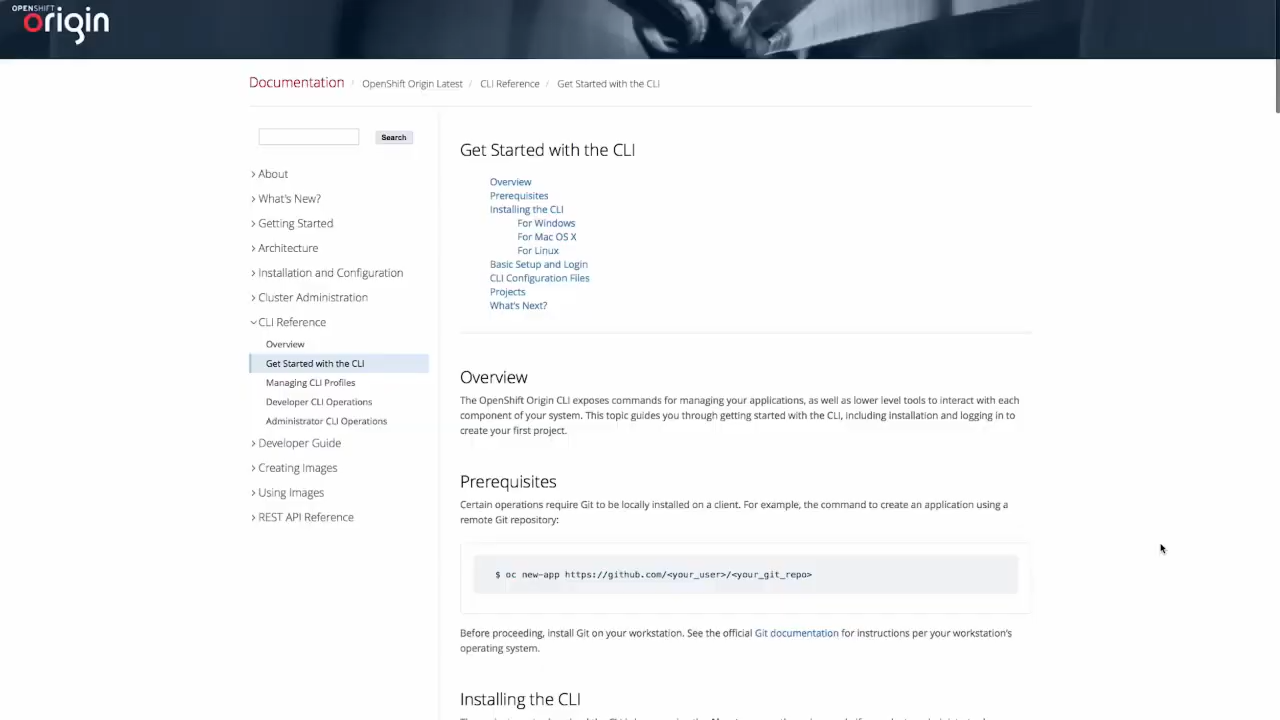 OPENSHIFT
origin
Documentation / OpenShift Origin Latest / CLI Reference / Get Started with the CLI
Search
About
What's New?
Getting Started
Architecture
Installation and Configuration
Cluster Administration
CLI Reference
Overview
Get Started with the CLI
Managing CLI Profiles
Developer CLI Operations
Administrator CLI Operations
Developer Guide
Creating Images
Using Images
REST API Reference
Get Started with the CLI
Overview
Prerequisites
Installing the CLI
For Windows
For Mac OS X
For Linux
Basic Setup and Login
CLI Configuration Files
Projects
What's Next?
Overview
The OpenShift Origin CLI exposes commands for managing your applications, as well as lower level tools to interact with each
component of your system. This topic guides you through getting started with the CLI, including installation and logging in to
create your first project.
Prerequisites
Certain operations require Git to be locally installed on a client. For example, the command to create an application using a
remote Git repository:
$ oc new-app https://github.com/<your_user>/<your_git_repo>
Before proceeding, install Git on your workstation. See the official Git documentation for instructions per your workstation's
operating system.
Installing the CLI